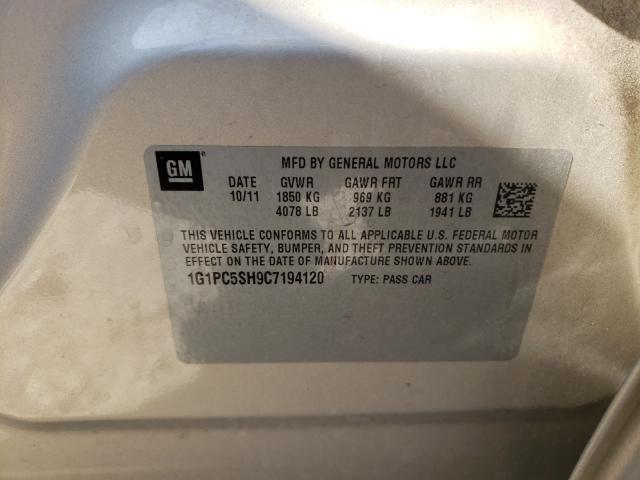 GM
MFD BY GENERAL MOTORS LLC
DATE GVWR GAWR FRT GAWR RR
10/11 1850 KG 969 KG 881 KG
4078 LB 2137 LB 1941 LB
THIS VEHICLE CONFORMS TO ALL APPLICABLE U.S. FEDERAL MOTOR
VEHICLE SAFETY, BUMPER, AND THEFT PREVENTION STANDARDS IN
EFFECT ON THE DATE OF MANUFACTURE SHOWN ABOVE.
1G1PC5SH9C7194120 TYPE: PASS CAR